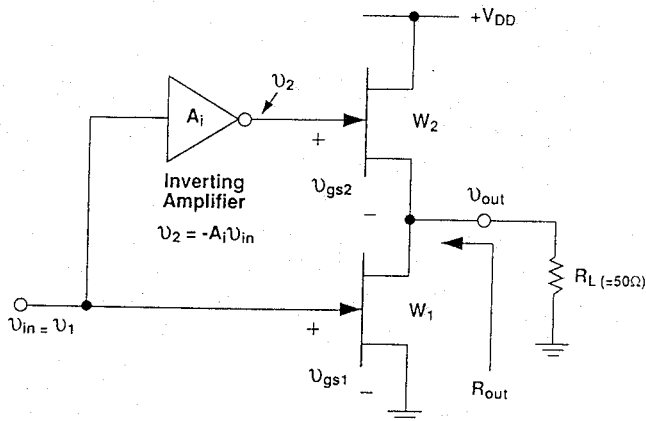 +V_DD
υ_2
A_i
W_2
+
Inverting
Amplifier
υ_gs2
υ_out
−
υ_2 = -A_iυ_in
R_L (=50Ω)
υ_in = υ_1
+
W_1
υ_gs1
−
R_out